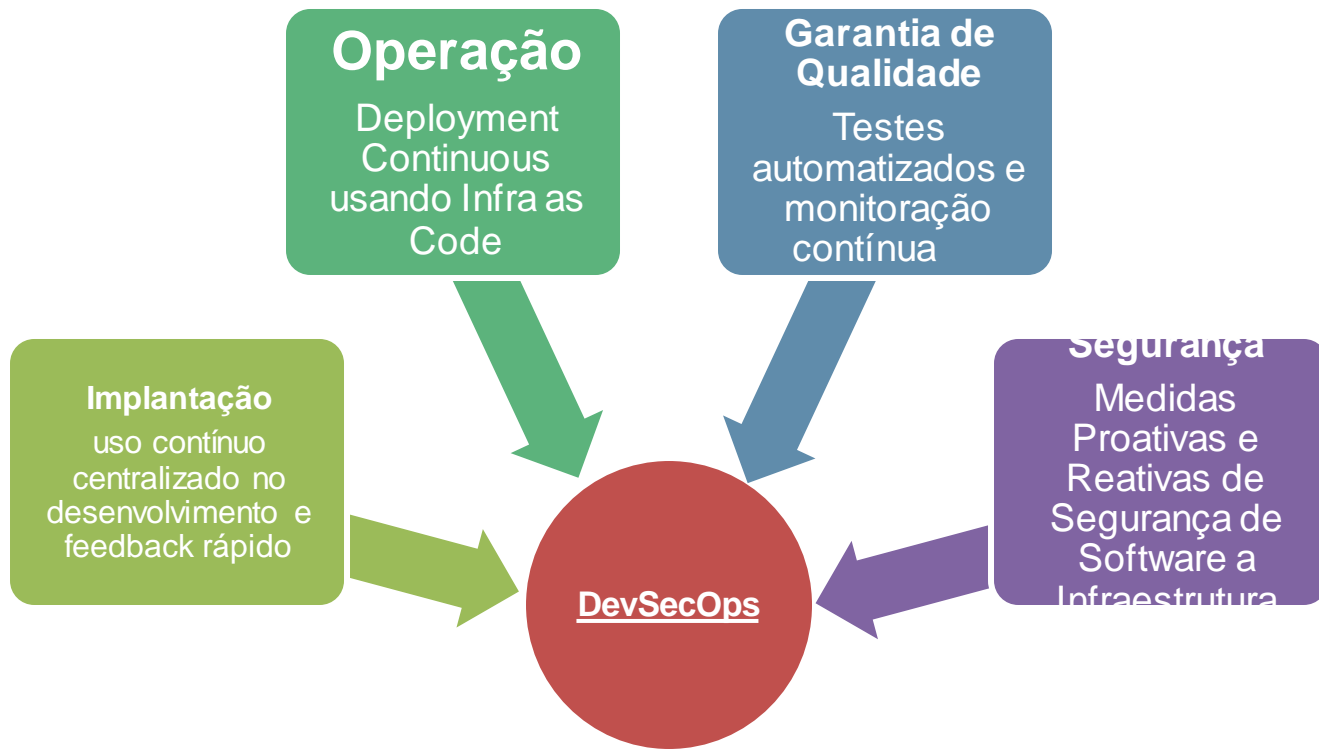 Operação
Deployment
Continuous
usando Infra as
Code
Garantia de
Qualidade
Testes
automatizados e
monitoração
contínua
Implantação
uso contínuo
centralizado no
desenvolvimento e
feedback rápido
Segurança
Medidas
Proativas e
Reativas de
Segurança de
Software a
Infraestrutura
DevSecOps